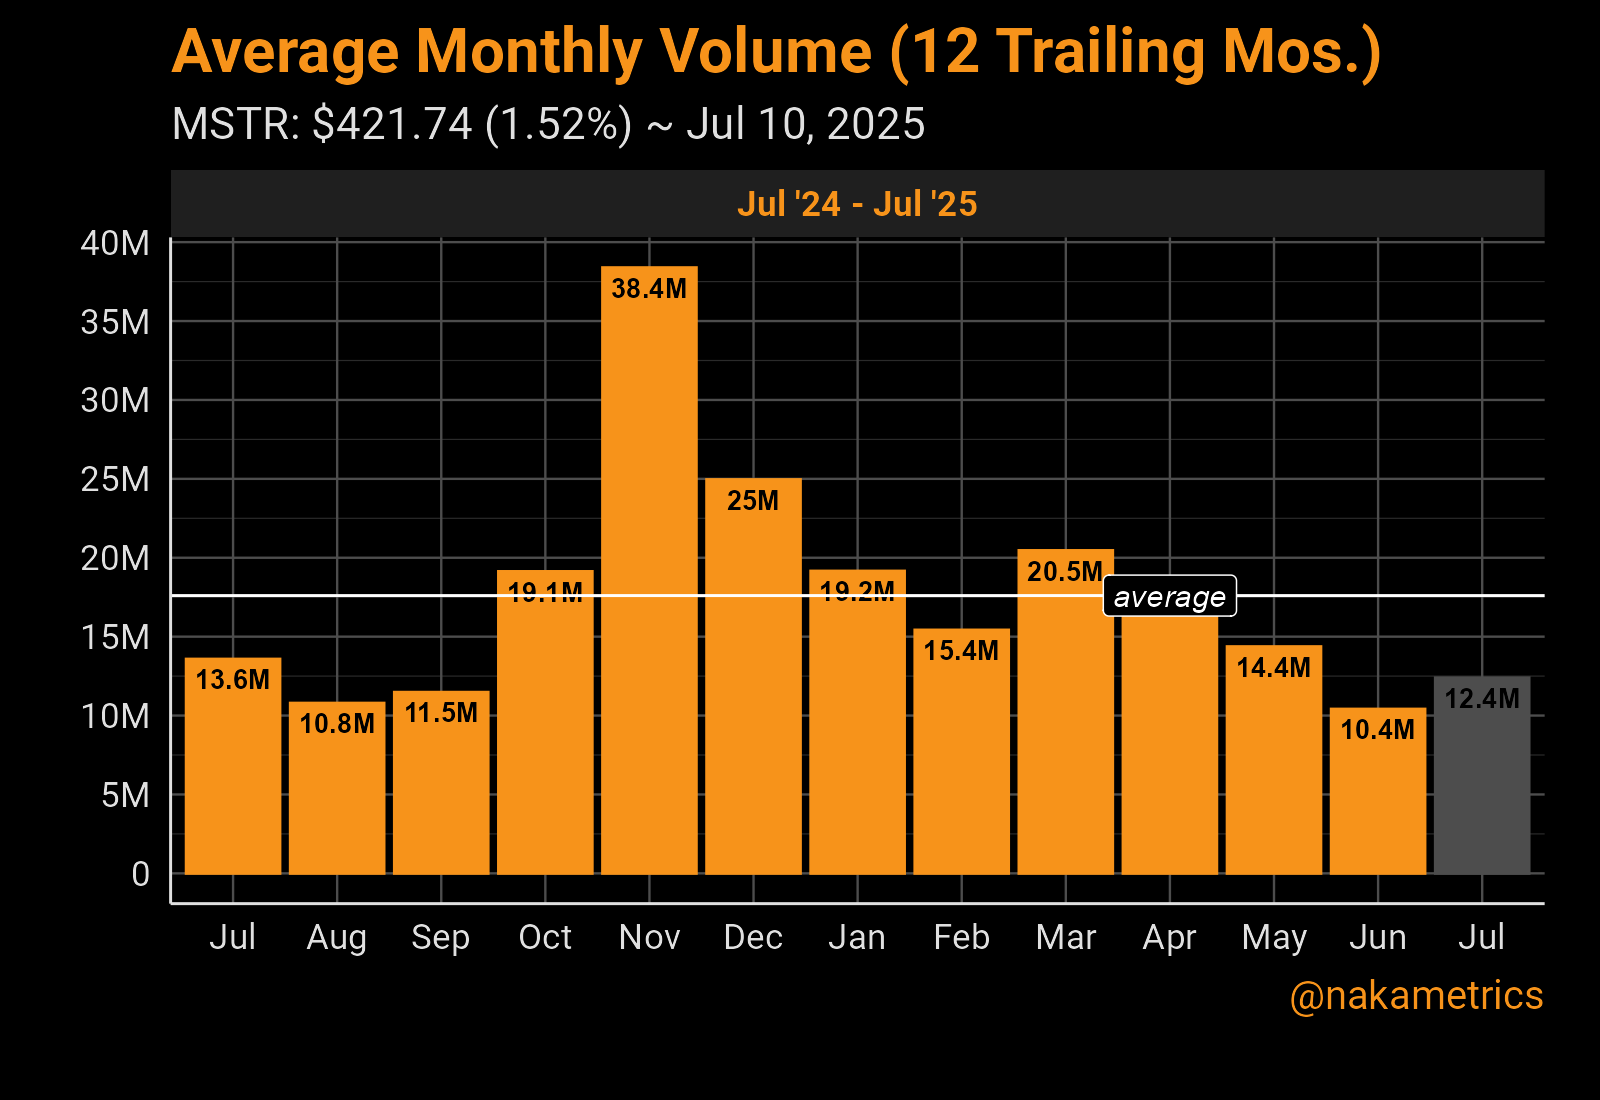 Average Monthly Volume (12 Trailing Mos.)
MSTR: $421.74 (1.52%) ~ Jul 10, 2025
Jul '24 - Jul '25
40M
35M
30M
25M
20M
15M
10M
5M
0
13.6M
10.8M
11.5M
19.1M
38.4M
25M
19.2M
15.4M
20.5M
average
14.4M
10.4M
12.4M
Jul Aug Sep Oct Nov Dec Jan Feb Mar Apr May Jun Jul
@nakametrics